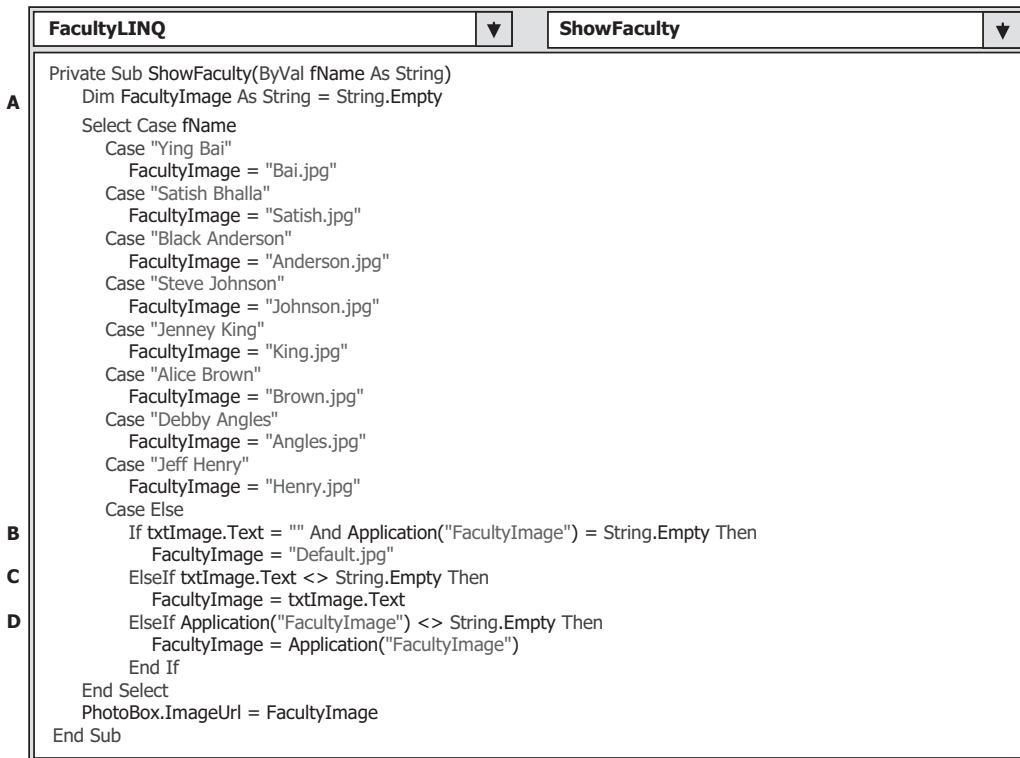 FacultyLINQ ShowFaculty
Private Sub ShowFaculty(ByVal fName As String)
A Dim FacultyImage As String = String.Empty
Select Case fName
Case "Ying Bai"
FacultyImage = "Bai.jpg"
Case "Satish Bhalla"
FacultyImage = "Satish.jpg"
Case "Black Anderson"
FacultyImage = "Anderson.jpg"
Case "Steve Johnson"
FacultyImage = "Johnson.jpg"
Case "Jenney King"
FacultyImage = "King.jpg"
Case "Alice Brown"
FacultyImage = "Brown.jpg"
Case "Debby Angles"
FacultyImage = "Angles.jpg"
Case "Jeff Henry"
FacultyImage = "Henry.jpg"
Case Else
B If txtImage.Text = "" And Application("FacultyImage") = String.Empty Then
FacultyImage = "Default.jpg"
C ElseIf txtImage.Text <> String.Empty Then
FacultyImage = txtImage.Text
D ElseIf Application("FacultyImage") <> String.Empty Then
FacultyImage = Application("FacultyImage")
End If
End Select
PhotoBox.ImageUrl = FacultyImage
End Sub